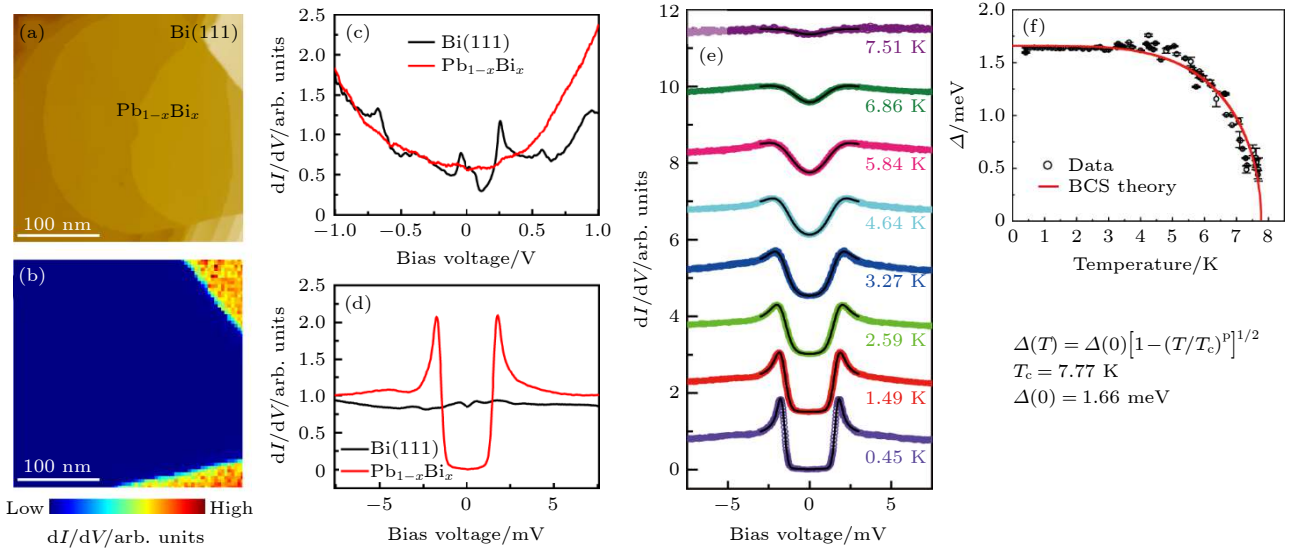 (a)
Bi(111)
Pb₁₋ₓBiₓ
100 nm
(b)
100 nm
Low
High
dI/dV/arb. units
(c)
Bi(111)
Pb₁₋ₓBiₓ
dI/dV/arb. units
2.5
2.0
1.5
1.0
0.5
0
−1.0 −0.5 0 0.5 1.0
Bias voltage/V
(d)
dI/dV/arb. units
2.5
2.0
1.5
1.0
0.5
0
Bi(111)
Pb₁₋ₓBiₓ
−5 0 5
Bias voltage/mV
(e)
dI/dV/arb. units
12
10
8
6
4
2
0
7.51 K
6.86 K
5.84 K
4.64 K
3.27 K
2.59 K
1.49 K
0.45 K
−5 0 5
Bias voltage/mV
(f)
Δ/meV
2.0
1.5
1.0
0.5
0
Data
BCS theory
0 1 2 3 4 5 6 7 8
Temperature/K
Δ(T) = Δ(0)[1−(T/T_c)^p]^1/2
T_c = 7.77 K
Δ(0) = 1.66 meV